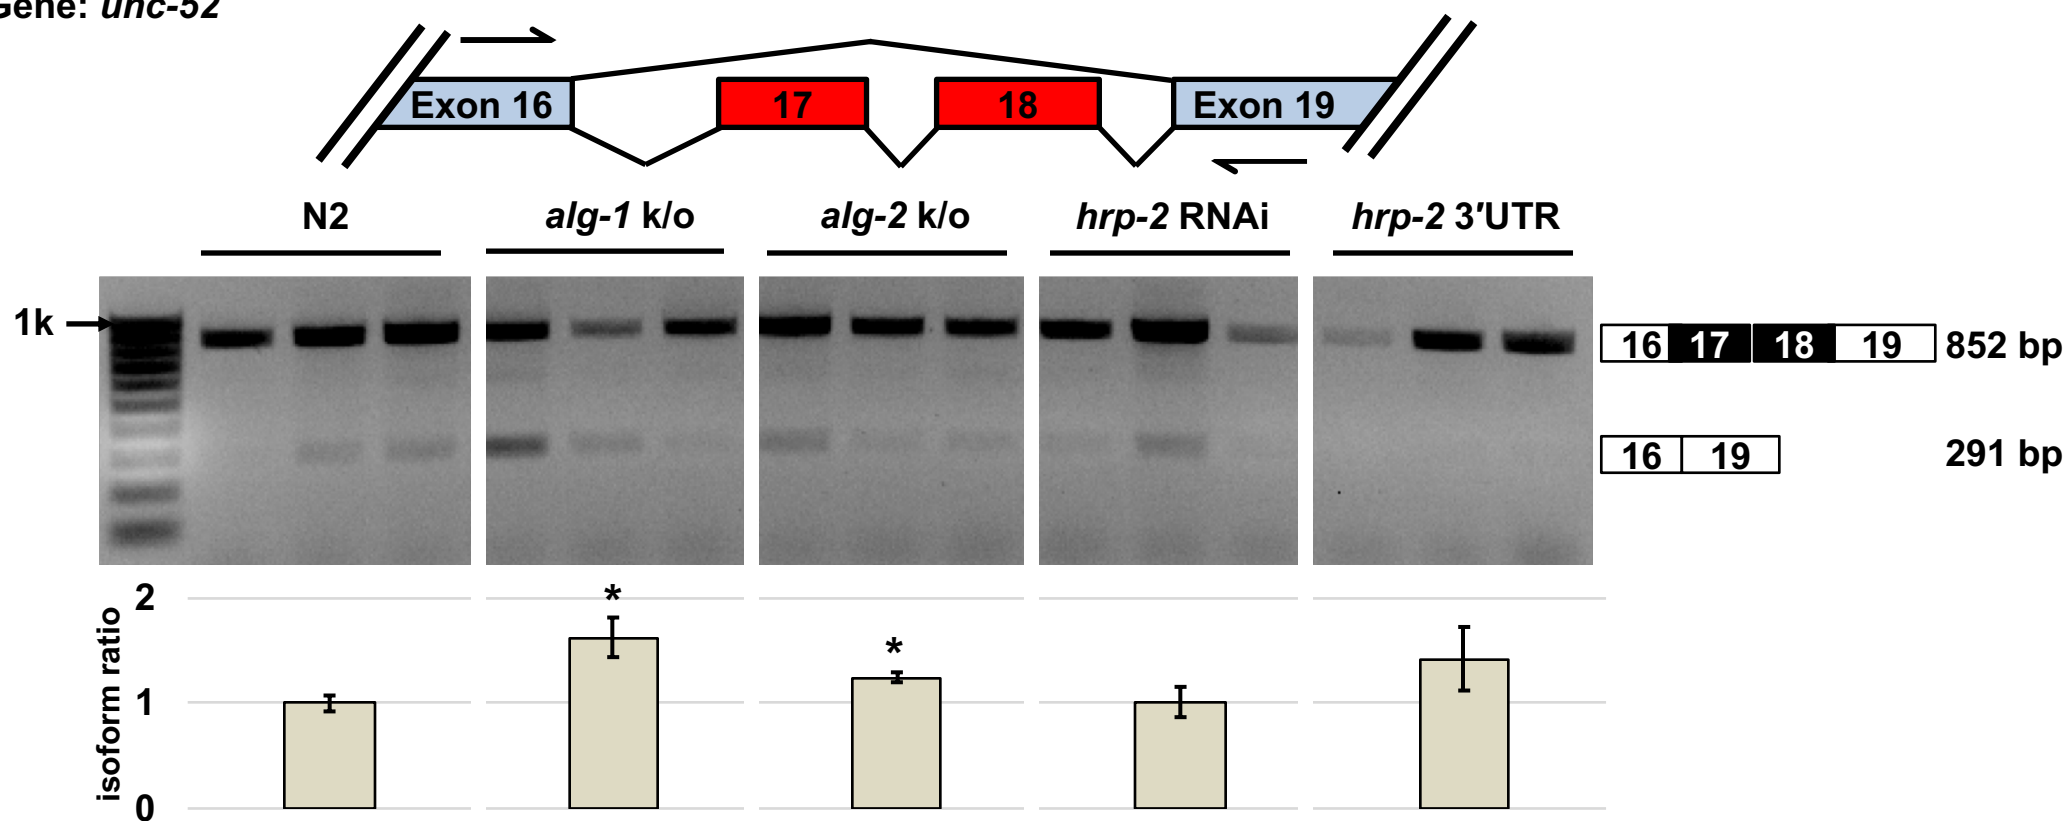 Gene: unc-52
Exon 16 17 18 Exon 19
N2 alg-1 k/o alg-2 k/o hrp-2 RNAi hrp-2 3′UTR
1k
16 17 18 19 852 bp
16 19 291 bp
isoform ratio
2
1
0
* *